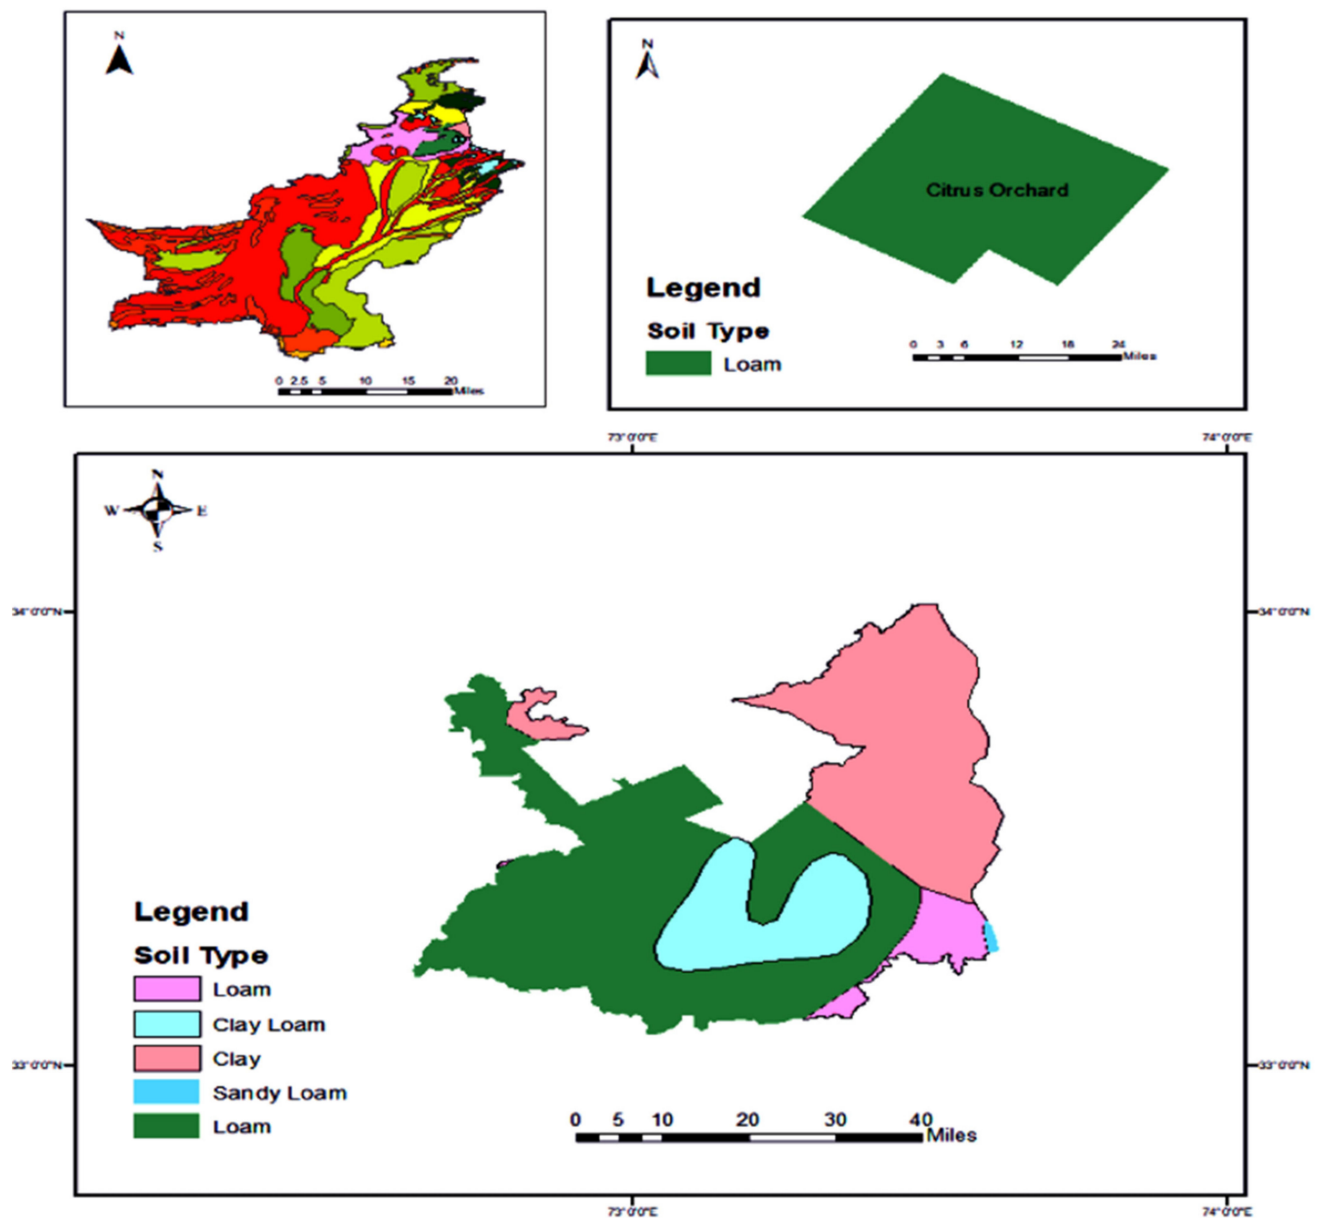 N
0 2.5 5 10 15 20
Miles
N
Citrus Orchard
Legend
Soil Type
Loam
0 3 6 12 18 24
Miles
73°0'0"E 74°0'0"E
N
W E
S
34°0'0"N 34°0'0"N
Legend
Soil Type
Loam
Clay Loam
Clay
Sandy Loam
Loam
33°0'0"N 33°0'0"N
0 5 10 20 30 40
Miles
73°0'0"E 74°0'0"E